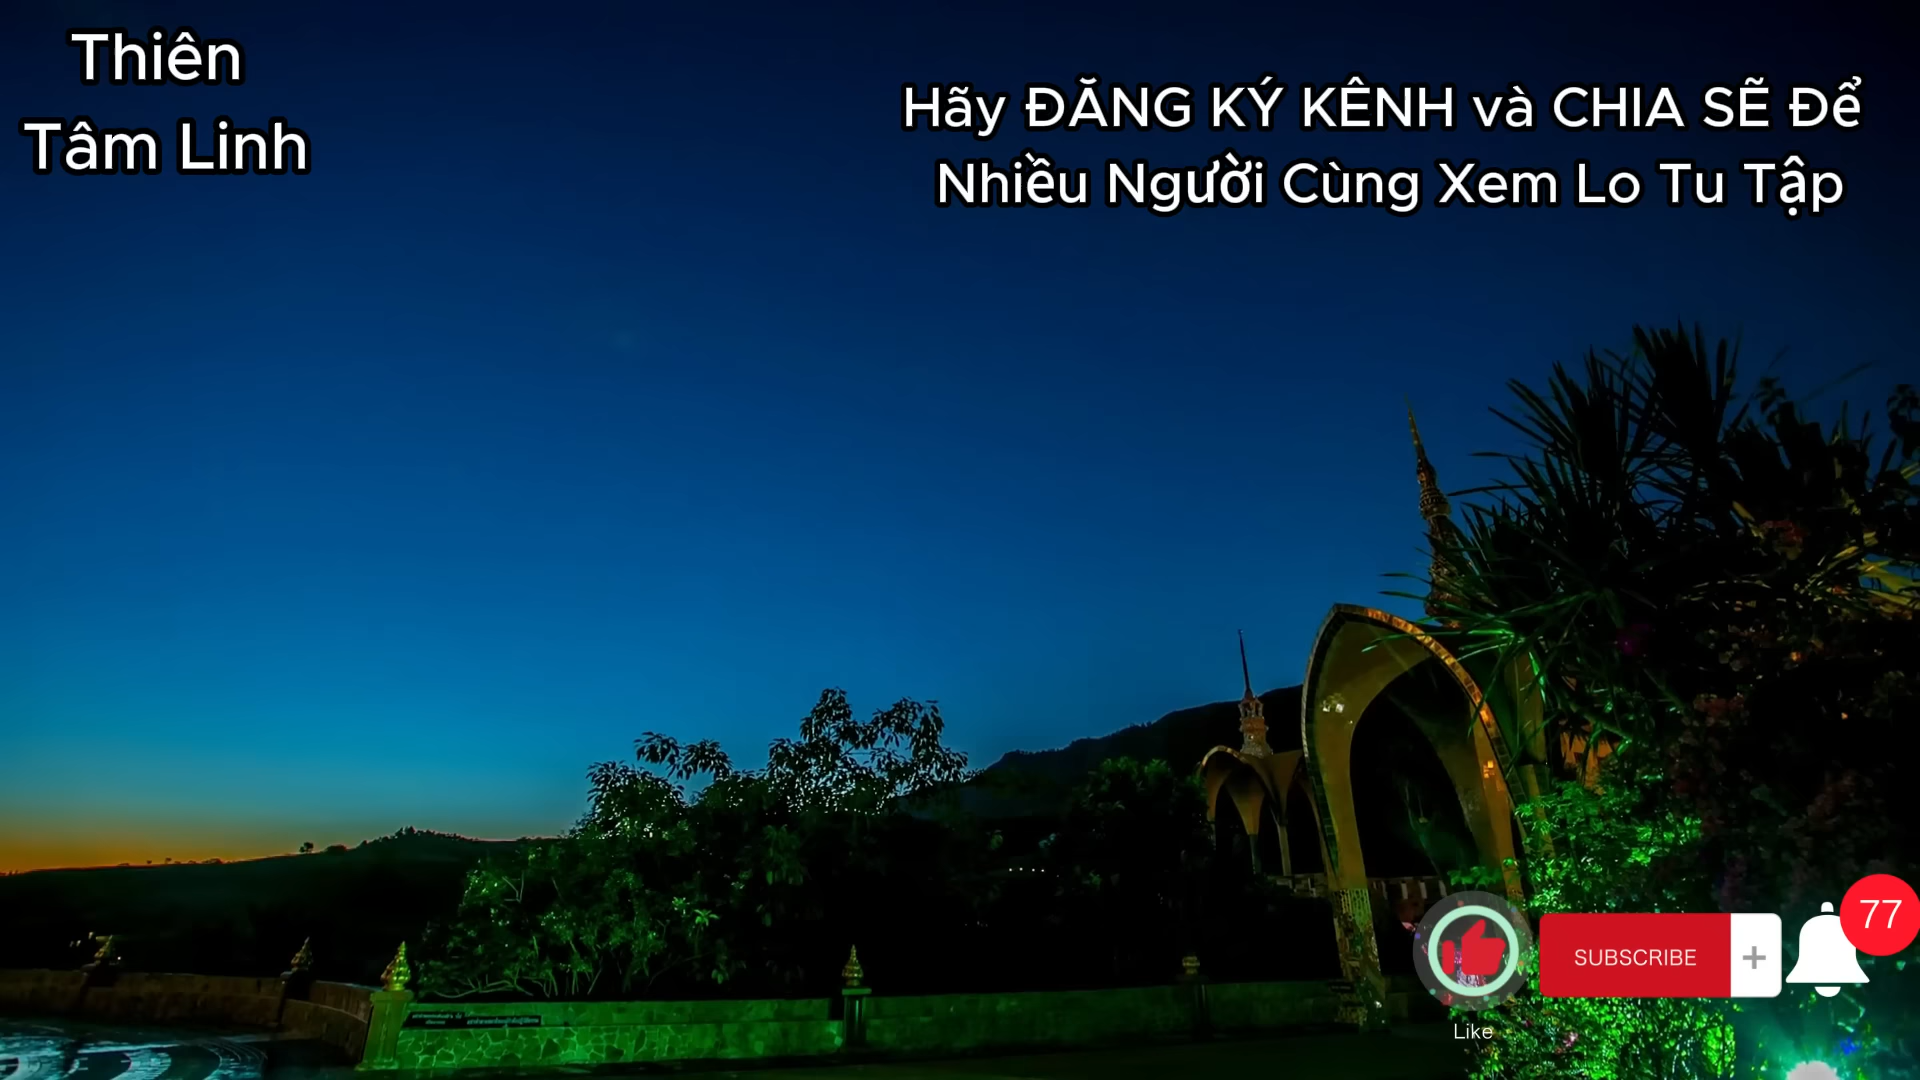 Thiên
Tâm Linh
Hãy ĐĂNG KÝ KÊNH và CHIA SẼ Để
Nhiều Người Cùng Xem Lo Tu Tập
77
SUBSCRIBE
+
Like